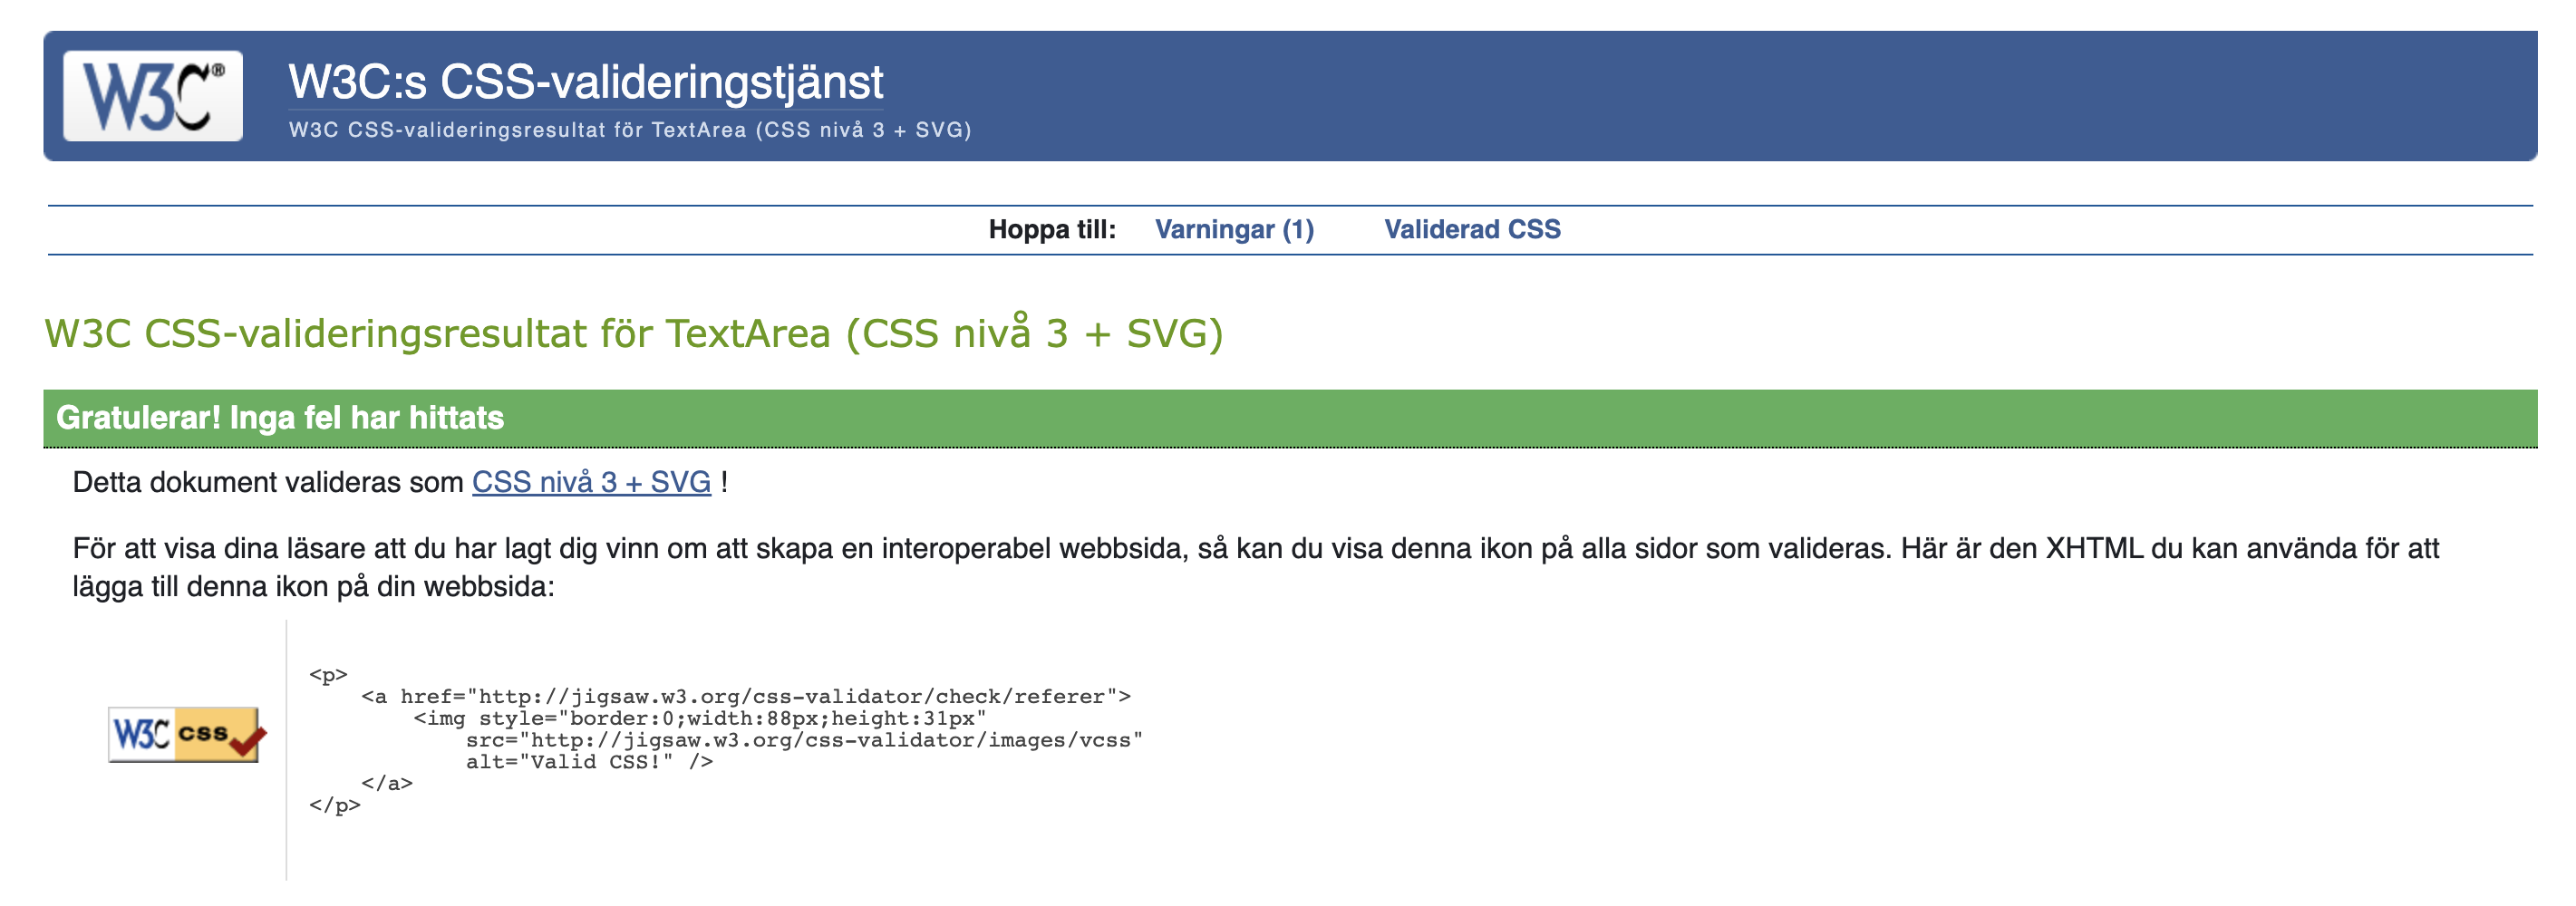 W3C®
W3C:s CSS-valideringstjänst
W3C CSS-valideringsresultat för TextArea (CSS nivå 3 + SVG)
Hoppa till: Varningar (1) Validerad CSS
W3C CSS-valideringsresultat för TextArea (CSS nivå 3 + SVG)
Gratulerar! Inga fel har hittats
Detta dokument valideras som CSS nivå 3 + SVG !
För att visa dina läsare att du har lagt dig vinn om att skapa en interoperabel webbsida, så kan du visa denna ikon på alla sidor som valideras. Här är den XHTML du kan använda för att
lägga till denna ikon på din webbsida:
W3C css
<p>
    <a href="http://jigsaw.w3.org/css-validator/check/referer">
        <img style="border:0;width:88px;height:31px"
            src="http://jigsaw.w3.org/css-validator/images/vcss"
            alt="Valid CSS!" />
    </a>
</p>